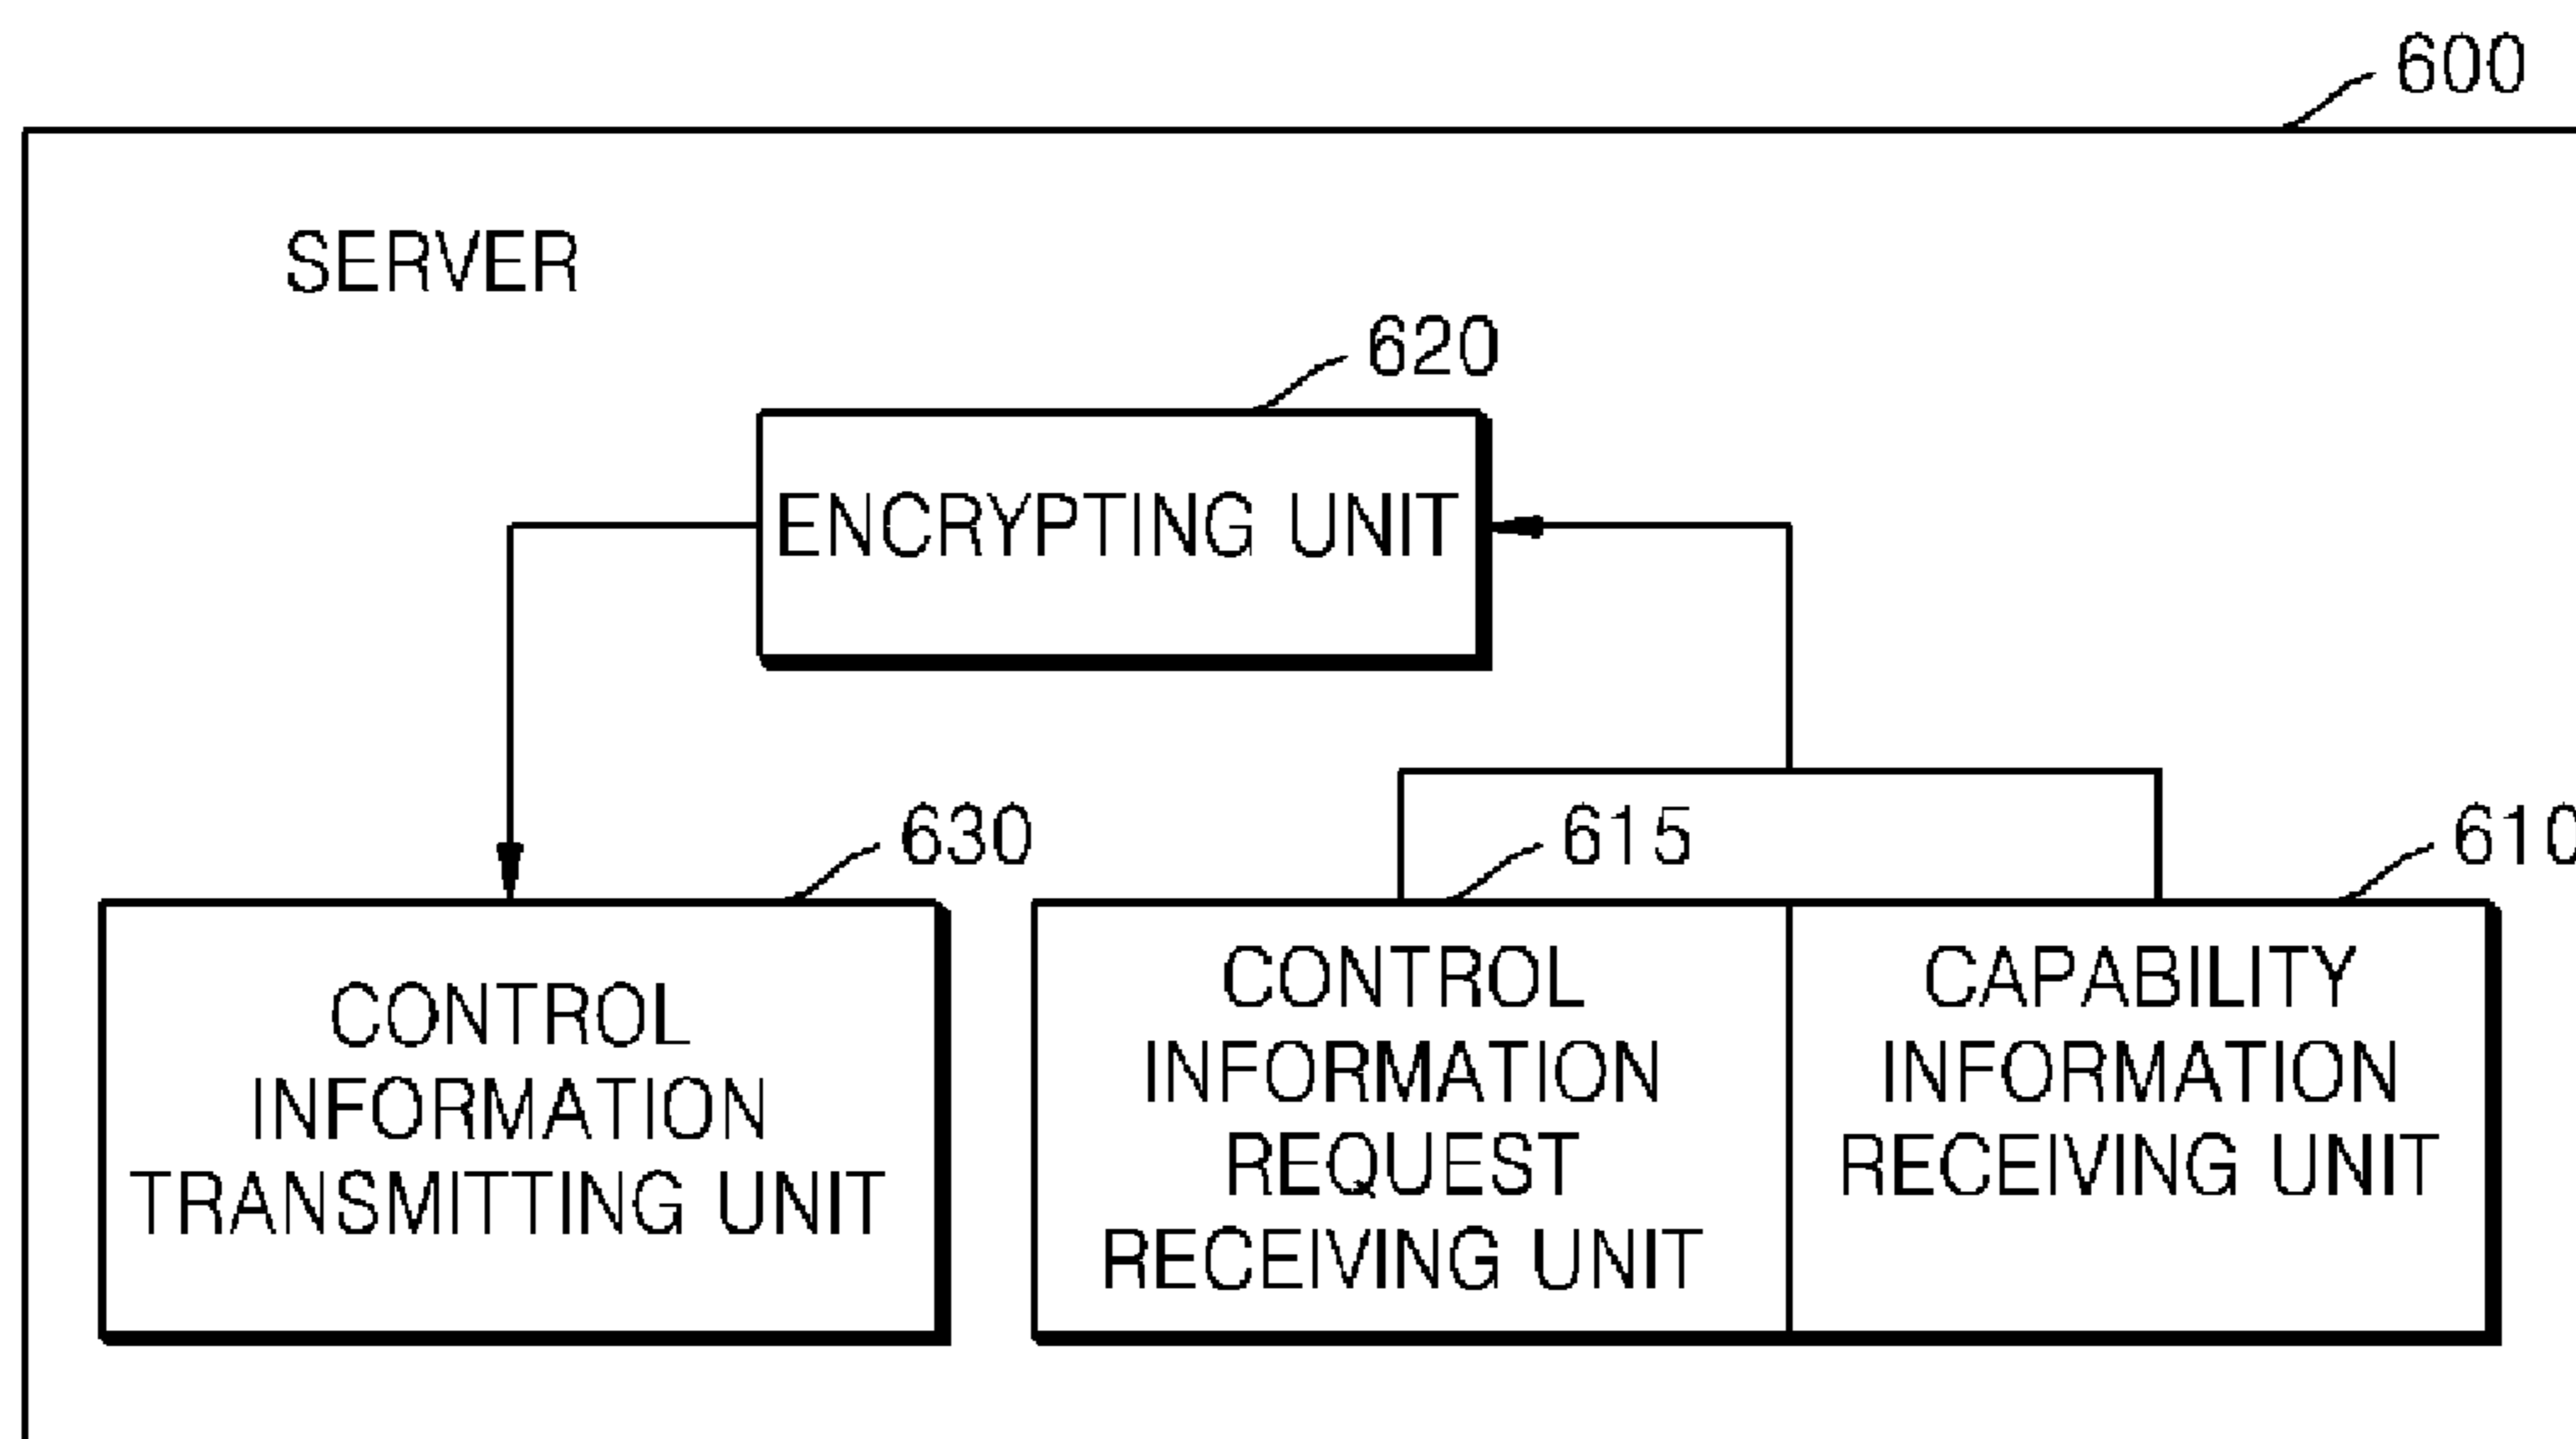 600
SERVER
620
ENCRYPTING UNIT
630
615
610
CONTROL
INFORMATION
TRANSMITTING UNIT
CONTROL
INFORMATION
REQUEST
RECEIVING UNIT
CAPABILITY
INFORMATION
RECEIVING UNIT